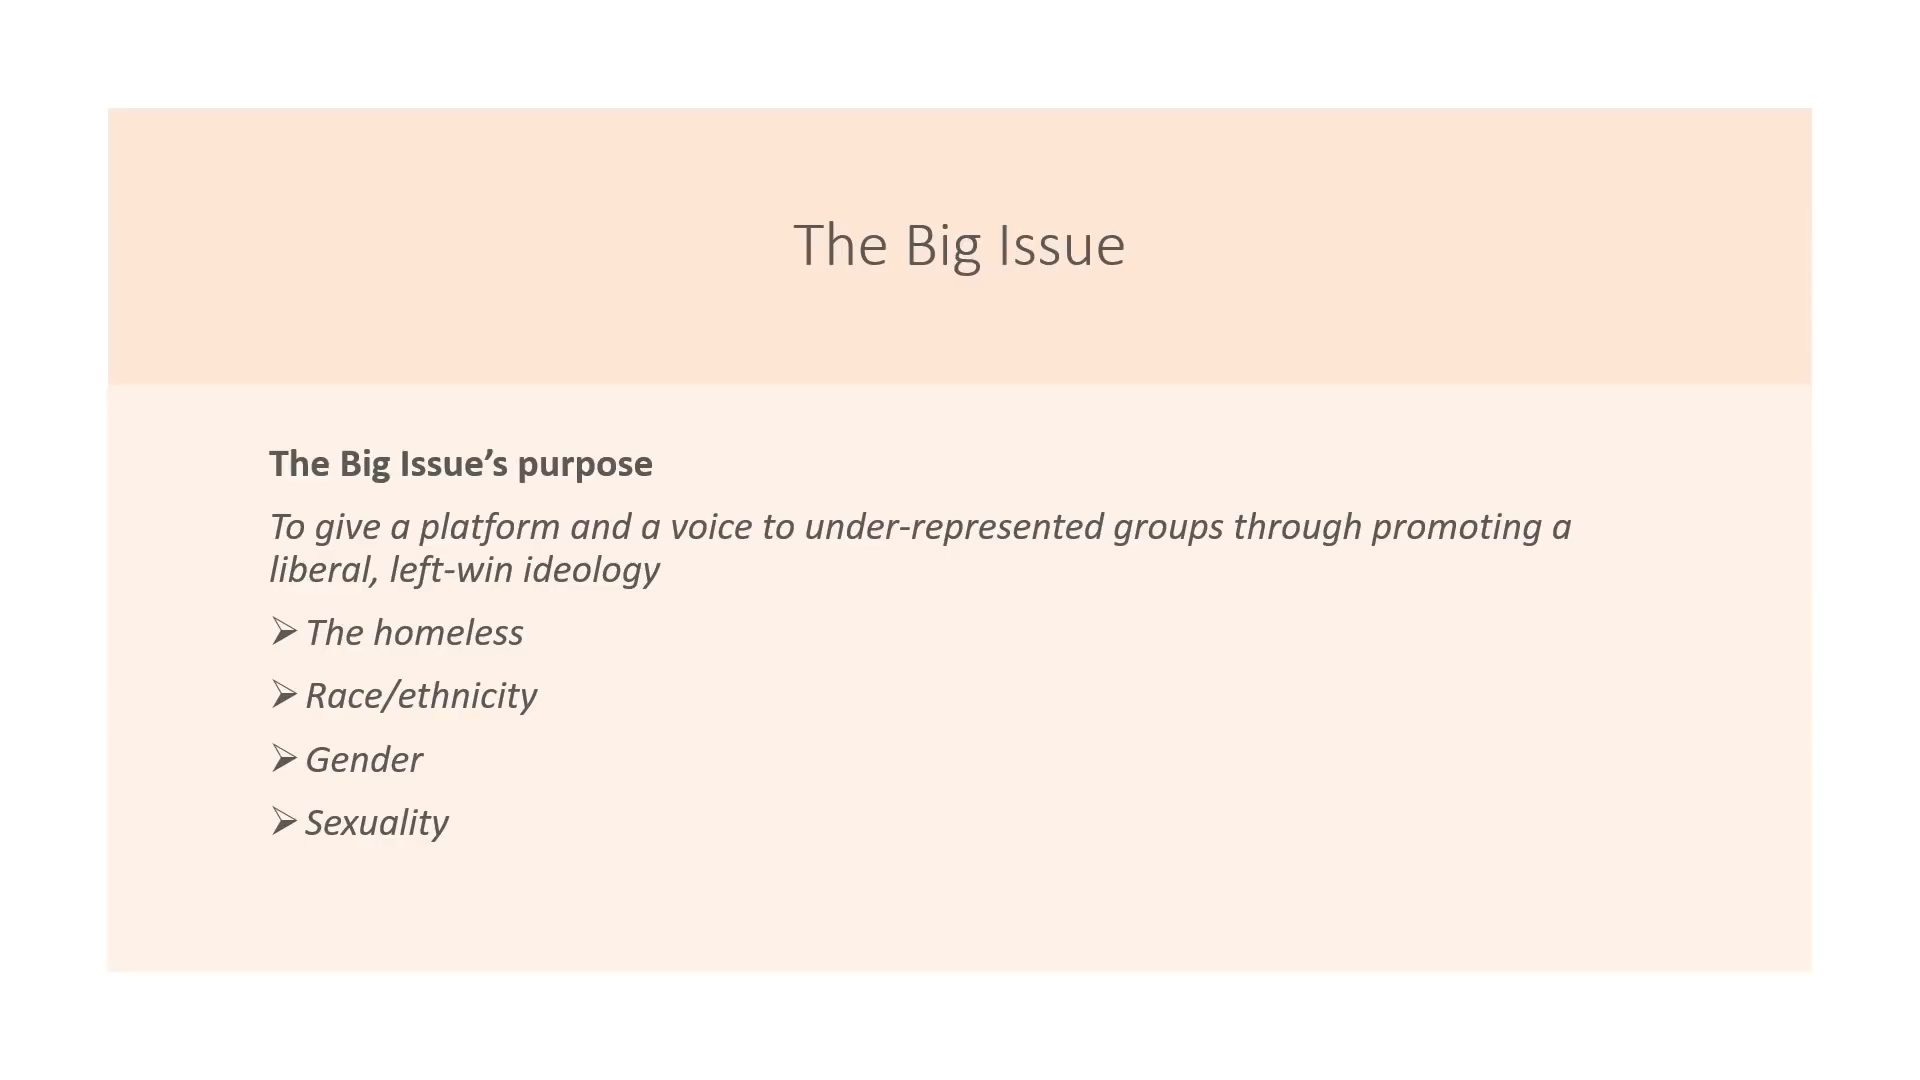 The Big Issue
The Big Issue’s purpose
To give a platform and a voice to under-represented groups through promoting a
liberal, left-win ideology
The homeless
Race/ethnicity
Gender
Sexuality